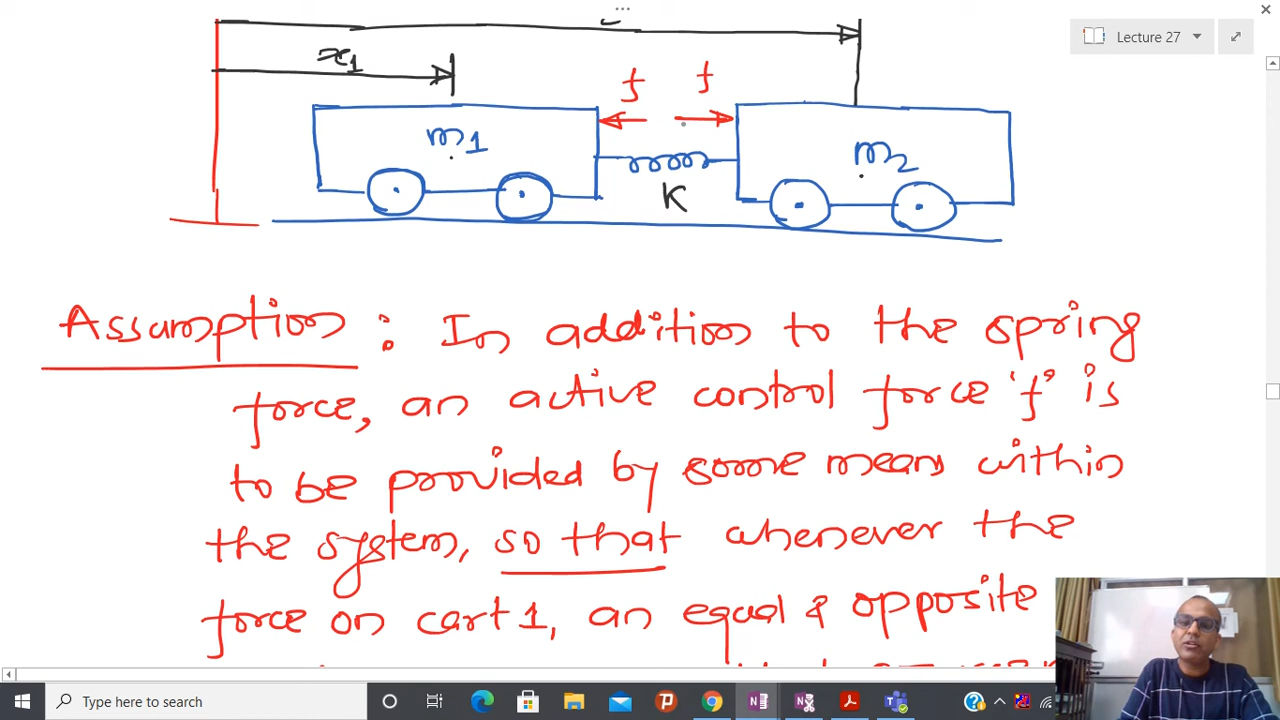 Lecture 27
x1
f f
m1 m2
K
Assumption : In addition to the spring
force, an active control force 'f' is
to be provided by some means within
the system, so that whenever the
force on cart 1, an equal & opposite
Type here to search